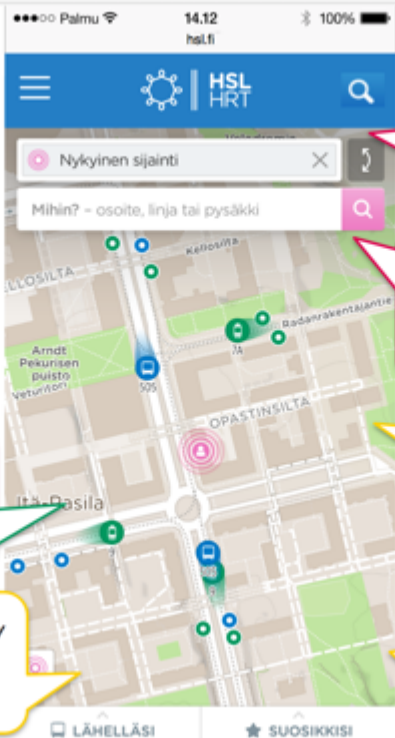 Palmu 14.12 100%
hsl.fi
HSL
HRT
Nykyinen sijainti
Mihin? – osoite, linja tai pysäkki
Kellosilta
Radanrakentajantie
7A
Arndt
Pekurisen
puisto
Veturitori
505
OPASTINSILTA
Itä-Pasila
LÄHELLÄSI SUOSIKKISI